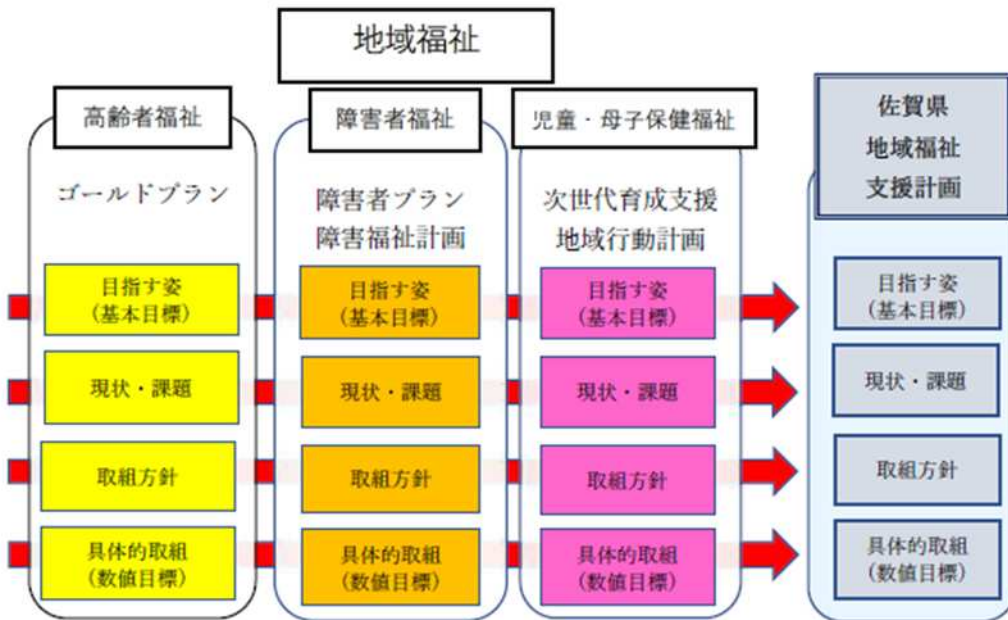 地域福祉
高齢者福祉
ゴールドプラン
目指す姿
(基本目標)
現状・課題
取組方針
具体的取組
(数値目標)
障害者福祉
障害者プラン
障害福祉計画
目指す姿
(基本目標)
現状・課題
取組方針
具体的取組
(数値目標)
児童・母子保健福祉
次世代育成支援
地域行動計画
目指す姿
(基本目標)
現状・課題
取組方針
具体的取組
(数値目標)
佐賀県
地域福祉
支援計画
目指す姿
(基本目標)
現状・課題
取組方針
具体的取組
(数値目標)